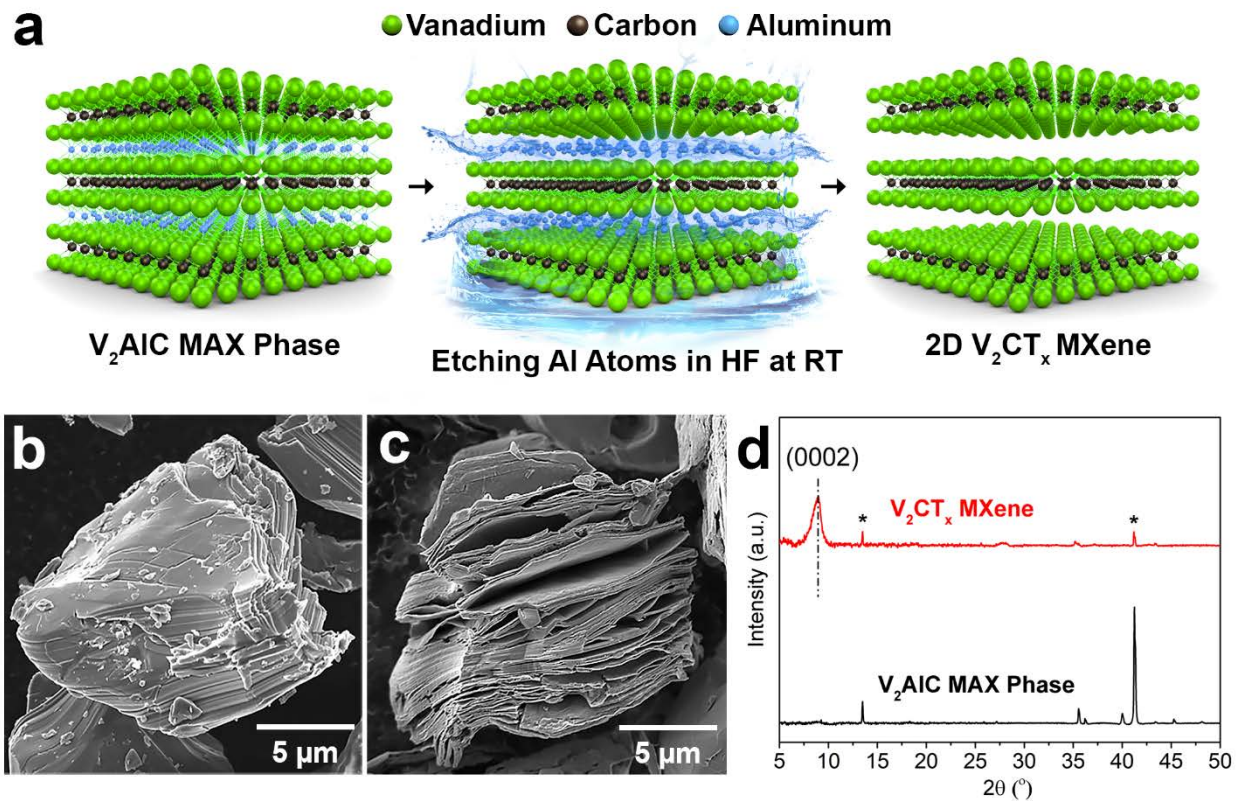 a
Vanadium Carbon Aluminum
V₂AlC MAX Phase
Etching Al Atoms in HF at RT
2D V₂CTₓ MXene
b
5 µm
c
5 µm
d
(0002)
V₂CTₓ MXene
*
*
V₂AlC MAX Phase
Intensity (a.u.)
5 10 15 20 25 30 35 40 45 50
2θ (°)